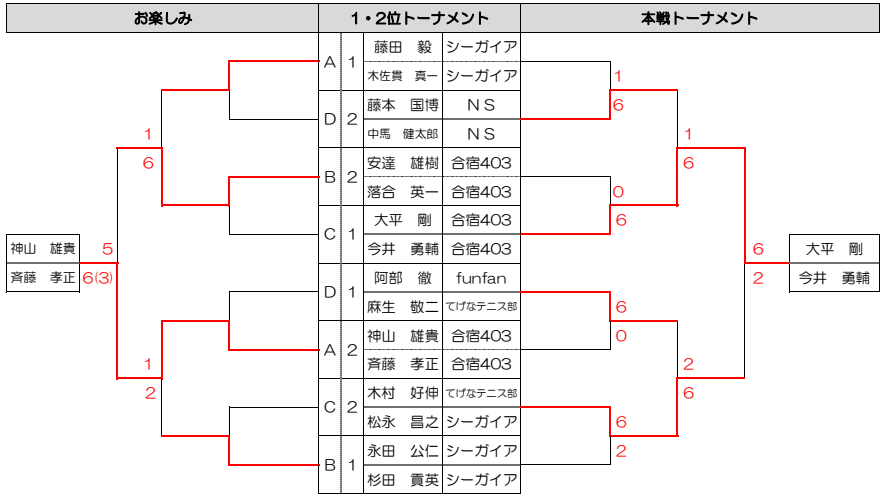 お楽しみ 1・2位トーナメント 本戦トーナメント
A 1 藤田　毅 シーガイア
木佐貫　真一 シーガイア
1
D 2 藤本　国博 ＮＳ
6
中馬　健太郎 ＮＳ
1 1
6 B 2 安達　雄樹 合宿403 6
落合　英一 合宿403 0
C 1 大平　剛 合宿403 6
神山　雄貴 5 今井　勇輔 合宿403 6 大平　剛
斉藤　孝正 6(3) D 1 阿部　徹 funfan 2 今井　勇輔
麻生　敬二 てげなテニス部 6
A 2 神山　雄貴 合宿403 0
1 斉藤　孝正 合宿403 2
2 C 2 木村　好伸 てげなテニス部 6
松永　昌之 シーガイア 6
B 1 永田　公仁 シーガイア 2
杉田　貢英 シーガイア